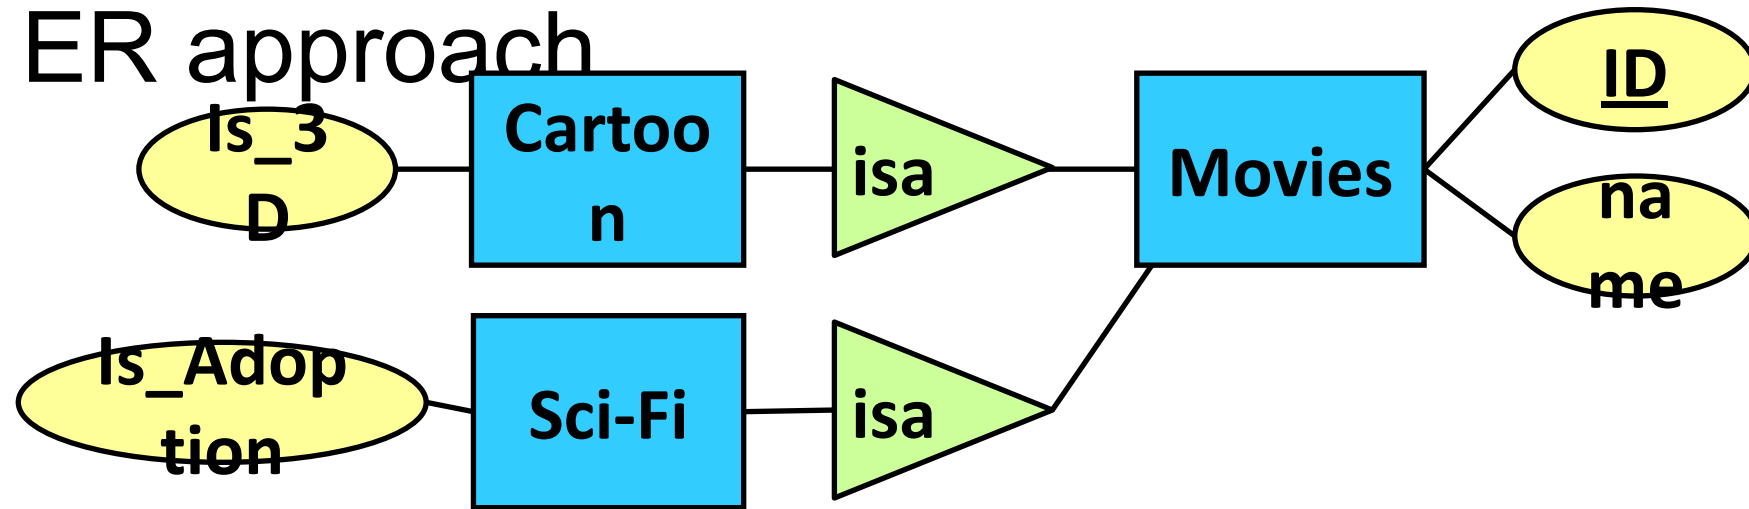 ER approach
Is_3
D
Cartoo
n
isa
Movies
ID
na
me
Is_Adop
tion
Sci-Fi
isa